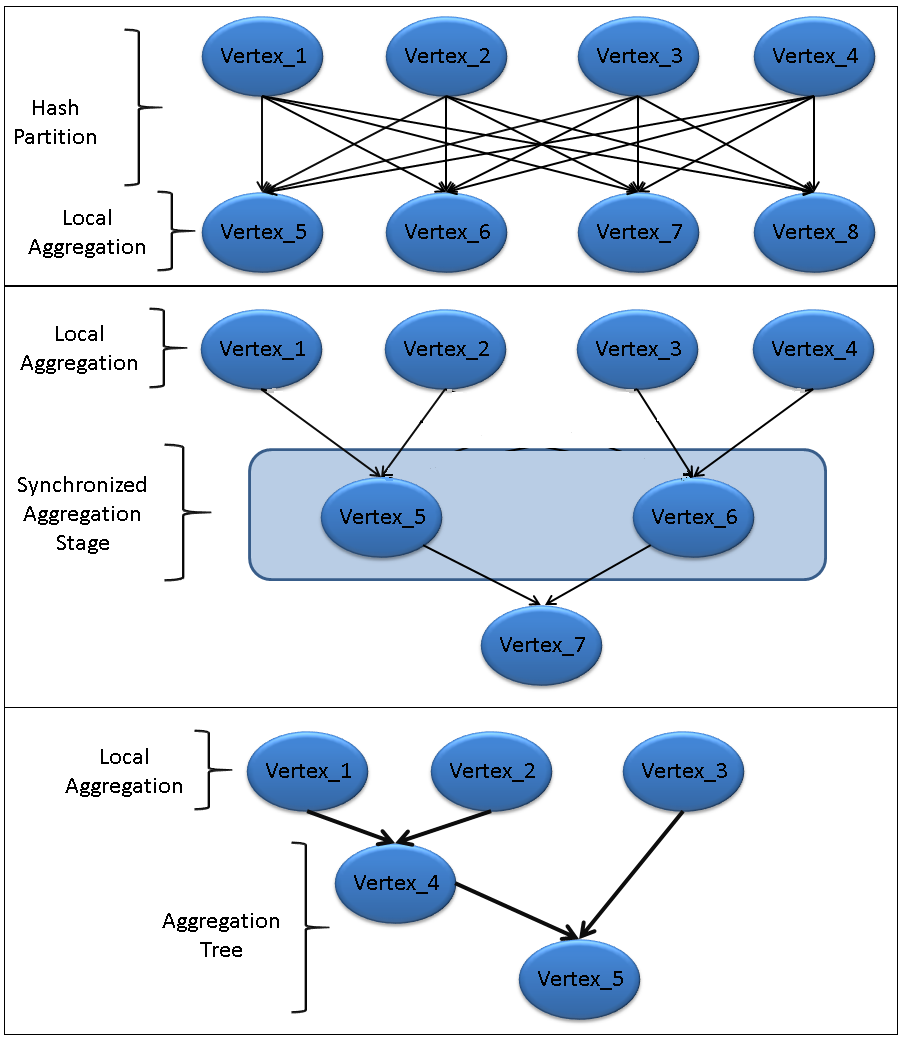 Vertex_1 Vertex_2 Vertex_3 Vertex_4
Hash
Partition
Local
Aggregation
Vertex_5 Vertex_6 Vertex_7 Vertex_8
Local
Aggregation
Vertex_1 Vertex_2 Vertex_3 Vertex_4
Synchronized
Aggregation
Stage
Vertex_5 Vertex_6
Vertex_7
Local
Aggregation
Vertex_1 Vertex_2 Vertex_3
Vertex_4
Aggregation
Tree
Vertex_5